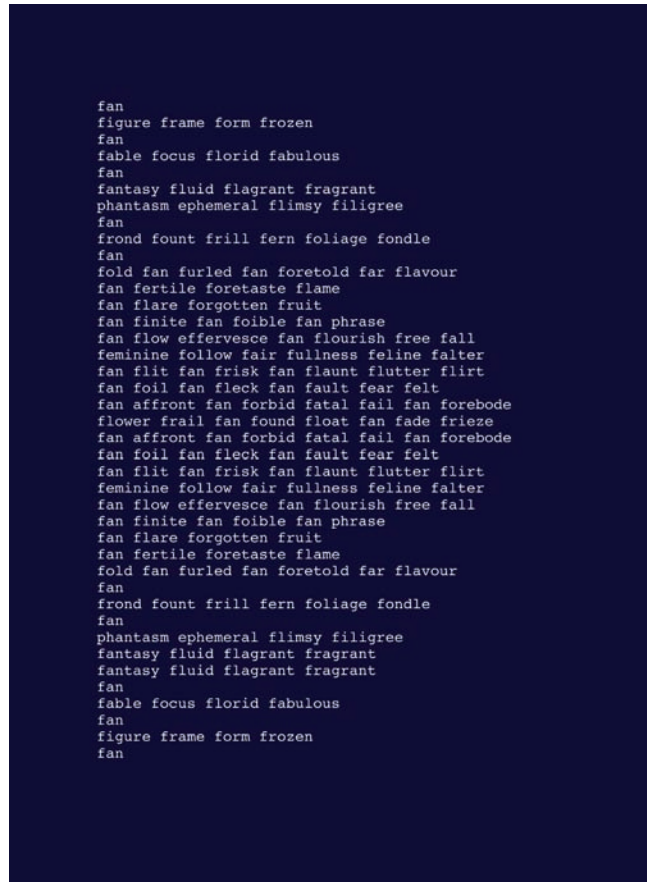 fan
figure frame form frozen
fan
fable focus florid fabulous
fan
fantasy fluid flagrant fragrant
phantasm ephemeral flimsy filigree
fan
frond fount frill fern foliage fondle
fan
fold fan furled fan foretold far flavour
fan fertile foretaste flame
fan flare forgotten fruit
fan finite fan foible fan phrase
fan flow effervesce fan flourish free fall
feminine follow fair fullness feline falter
fan flit fan frisk fan flaunt flutter flirt
fan foil fan fleck fan fault fear felt
fan affront fan forbid fatal fail fan forebode
flower frail fan found float fan fade frieze
fan affront fan forbid fatal fail fan forebode
fan foil fan fleck fan fault fear felt
fan flit fan frisk fan flaunt flutter flirt
feminine follow fair fullness feline falter
fan flow effervesce fan flourish free fall
fan finite fan foible fan phrase
fan flare forgotten fruit
fan fertile foretaste flame
fold fan furled fan foretold far flavour
fan
frond fount frill fern foliage fondle
fan
phantasm ephemeral flimsy filigree
fantasy fluid flagrant fragrant
fantasy fluid flagrant fragrant
fan
fable focus florid fabulous
fan
figure frame form frozen
fan